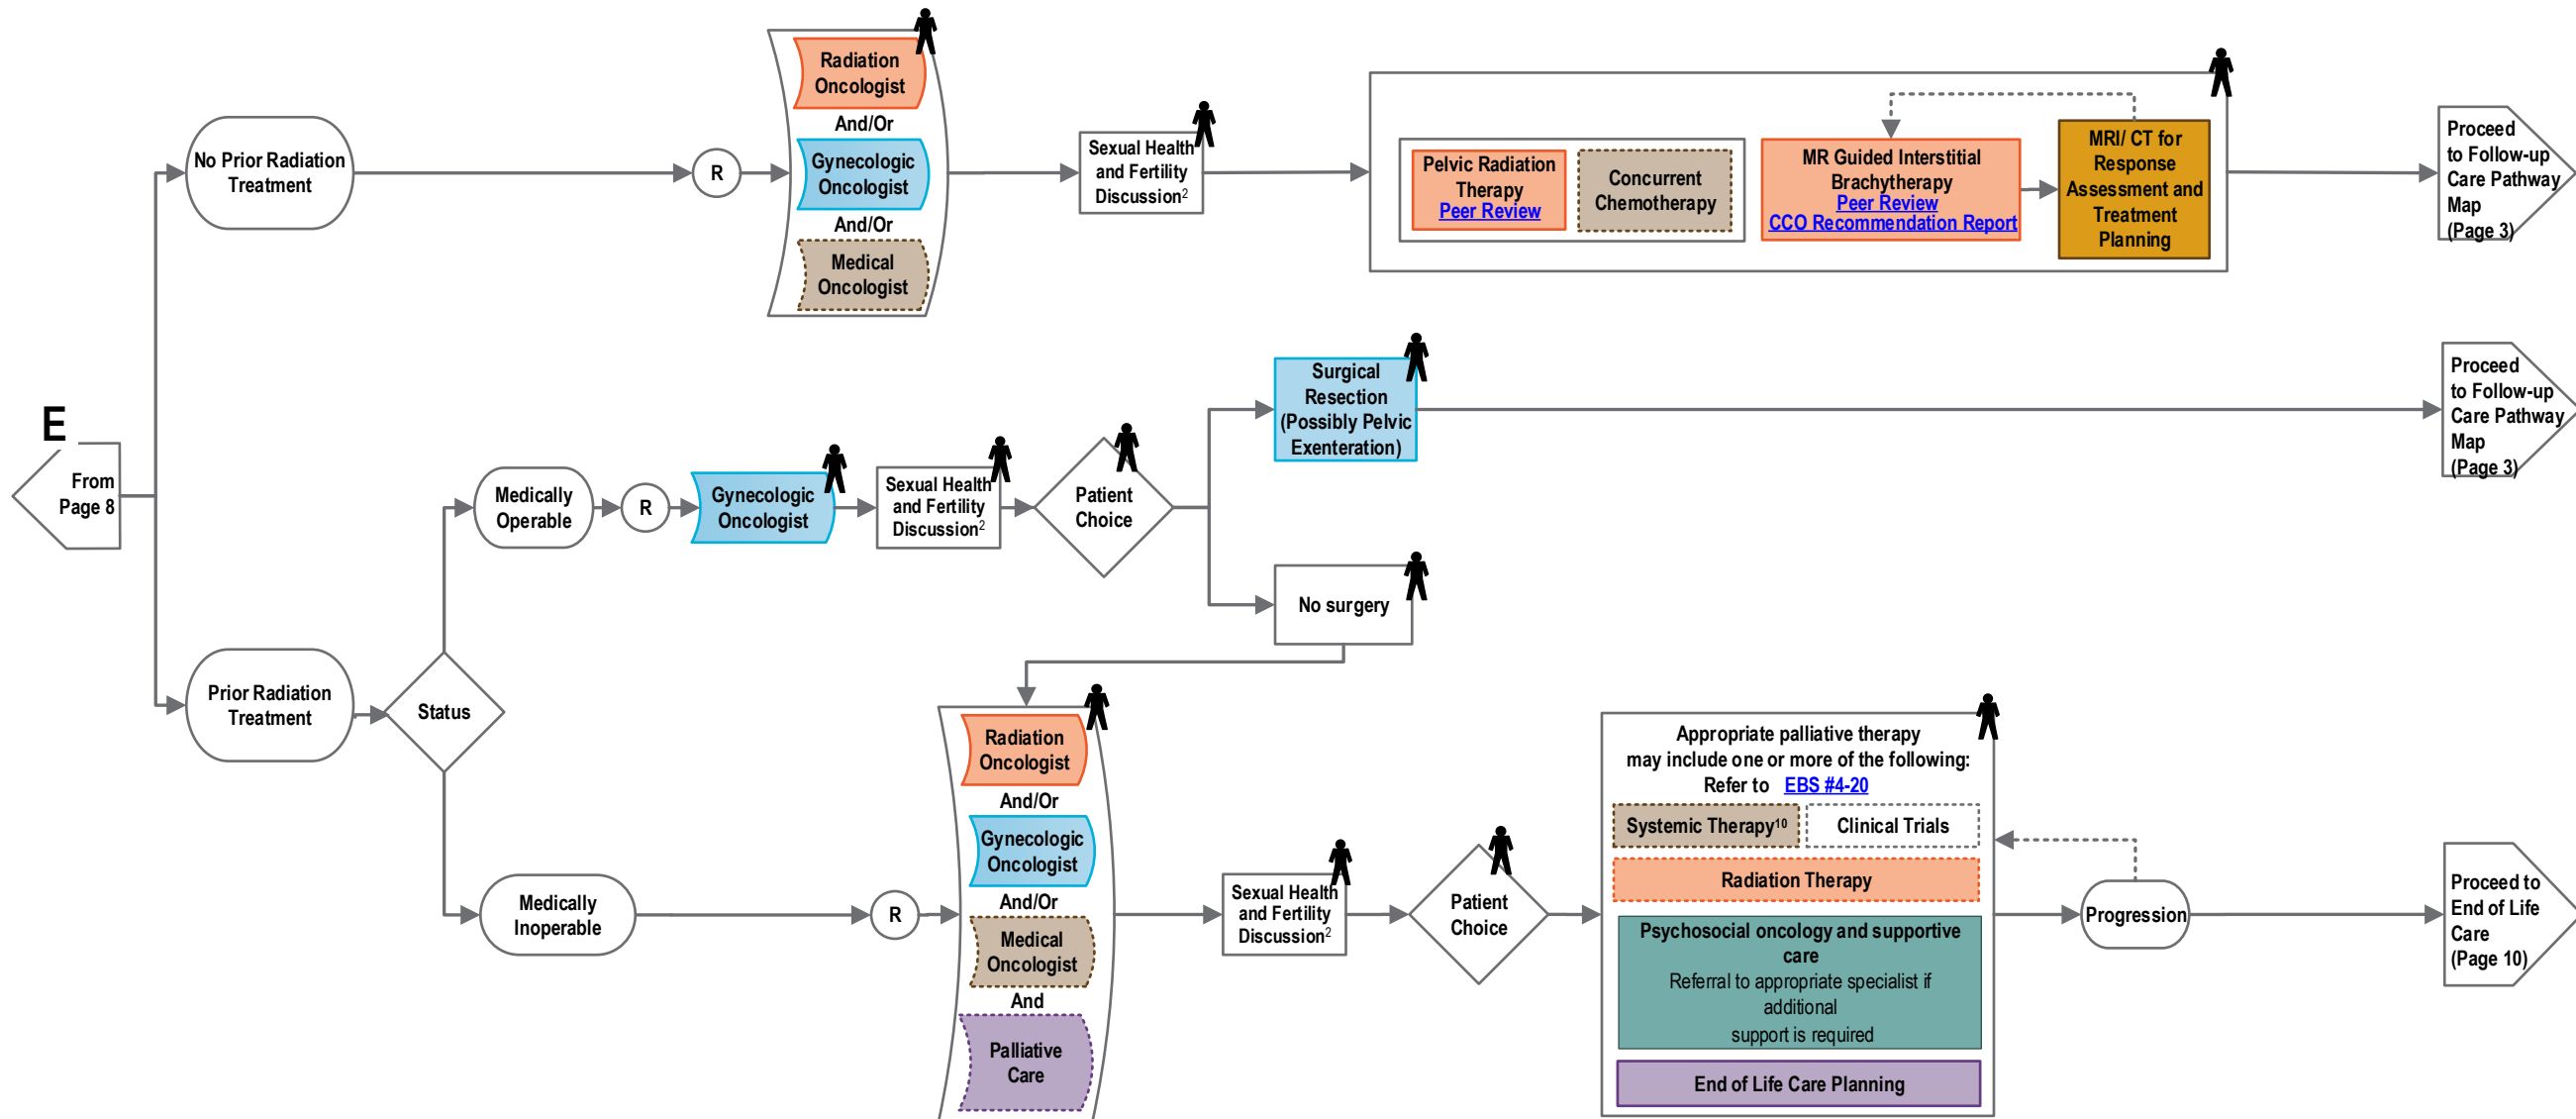 No Prior Radiation
Treatment
R
Radiation
Oncologist
And/Or
Gynecologic
Oncologist
And/Or
Medical
Oncologist
Sexual Health
and Fertility
Discussion2
Pelvic Radiation
Therapy
Peer Review
Concurrent
Chemotherapy
MR Guided Interstitial
Brachytherapy
Peer Review
CCO Recommendation Report
MRI/ CT for
Response
Assessment and
Treatment
Planning
Proceed
to Follow-up
Care Pathway
Map
(Page 3)
E
From
Page 8
Medically
Operable
R
Gynecologic
Oncologist
Sexual Health
and Fertility
Discussion2
Patient
Choice
Surgical
Resection
(Possibly Pelvic
Exenteration)
Proceed
to Follow-up
Care Pathway
Map
(Page 3)
No surgery
Prior Radiation
Treatment
Status
Medically
Inoperable
R
Radiation
Oncologist
And/Or
Gynecologic
Oncologist
And/Or
Medical
Oncologist
And
Palliative
Care
Sexual Health
and Fertility
Discussion2
Patient
Choice
Appropriate palliative therapy
may include one or more of the following:
Refer to EBS #4-20
Systemic Therapy10
Clinical Trials
Radiation Therapy
Psychosocial oncology and supportive
care
Referral to appropriate specialist if
additional
support is required
End of Life Care Planning
Progression
Proceed to
End of Life
Care
(Page 10)